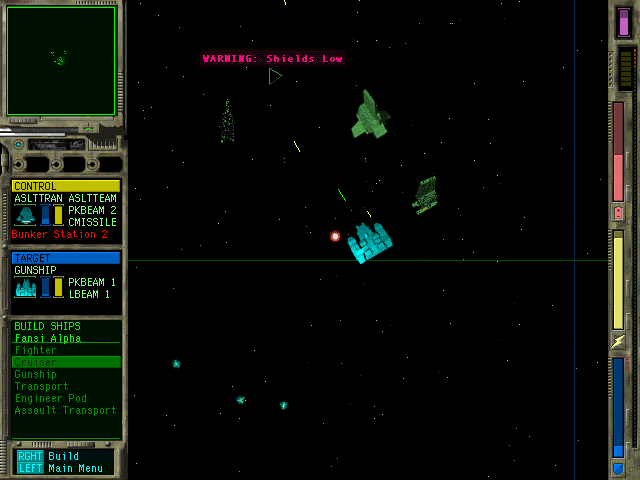 WARNING: Shields Low
CONTROL
ASLTTRAN ASLTTEAM
PKBEAM 2
CMISSILE
Bunker Station 2
TARGET
GUNSHIP
PKBEAM 1
LBEAM 1
BUILD SHIPS
Fansi Alpha
Fighter
Cruiser
Gunship
Transport
Engineer Pod
Assault Transport
RGHT Build
LEFT Main Menu